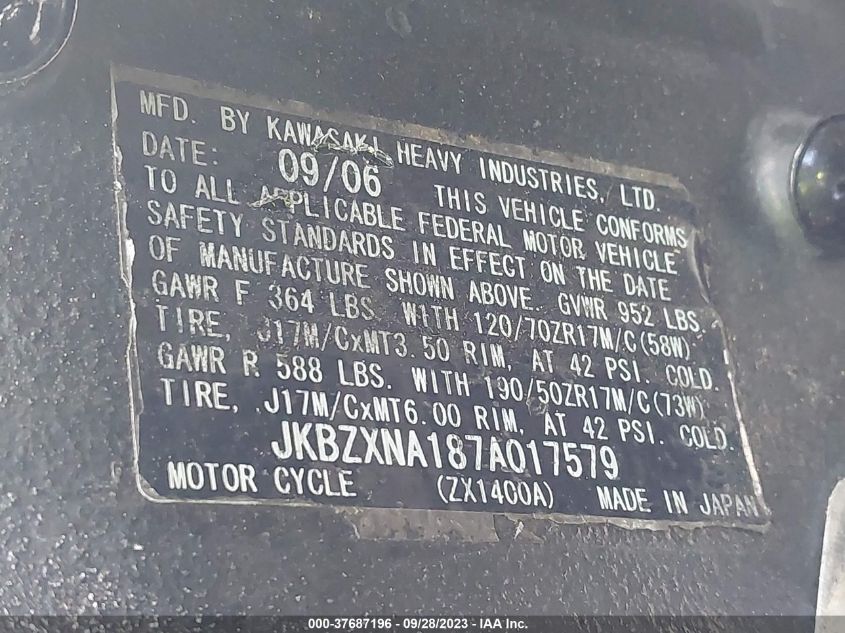 MFD. BY KAWASAKI HEAVY INDUSTRIES, LTD.
DATE: 09/06 THIS VEHICLE CONFORMS
TO ALL APPLICABLE FEDERAL MOTOR VEHICLE
SAFETY STANDARDS IN EFFECT ON THE DATE
OF MANUFACTURE SHOWN ABOVE. GVWR 952 LBS.
GAWR F 364 LBS. WITH 120/70ZR17M/C(58W)
TIRE, J17M/CxMT3.50 RIM, AT 42 PSI. COLD.
GAWR R 588 LBS. WITH 190/50ZR17M/C(73W)
TIRE, J17M/CxMT6.00 RIM, AT 42 PSI. COLD.
JKBZXNA187A017579
MOTOR CYCLE (ZX1400A) MADE IN JAPAN
000-37687196 - 09/28/2023 - IAA Inc.